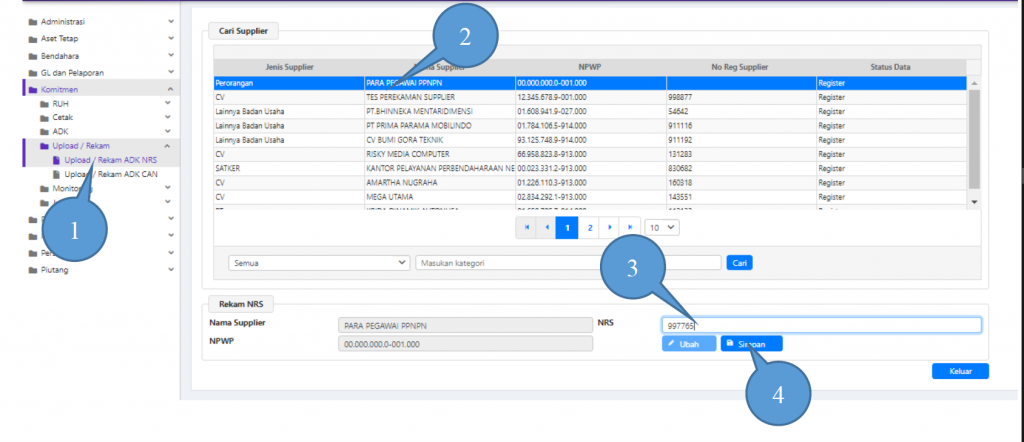 Administrasi
Aset Tetap
Bendahara
GL dan Pelaporan
Komitmen
RUH
Cetak
ADK
Upload / Rekam
Upload / Rekam ADK NRS
Upload / Rekam ADK CAN
Piutang
1
Cari Supplier
2
Jenis Supplier NPWP No Reg Supplier Status Data
Perorangan PARA PEGAWAI PPNPN 00.000.000.0-001.000 Register
CV TES PEREKAMAN SUPPLIER 12.345.678.9-001.000 998877 Register
Lainnya Badan Usaha PT.BHINNEKA MENTARIDIMENSI 01.608.941.9-027.000 54642 Register
Lainnya Badan Usaha PT PRIMA PARAMA MOBILINDO 01.784.106.5-914.000 911116 Register
Lainnya Badan Usaha CV BUMI GORA TEKNIK 93.125.748.9-914.000 911192 Register
CV RISKY MEDIA COMPUTER 66.958.823.8-913.000 131283 Register
SATKER KANTOR PELAYANAN PERBENDAHARAAN NE 00.023.331.2-913.000 830682 Register
CV AMARTHA NUGRAHA 01.226.110.3-913.000 160318 Register
CV MEGA UTAMA 02.834.292.1-913.000 143551 Register
1 2 10
Semua Masukan kategori Cari
3
Rekam NRS
Nama Supplier PARA PEGAWAI PPNPN NRS 997765
NPWP 00.000.000.0-001.000 Ubah Simpan
Keluar
4